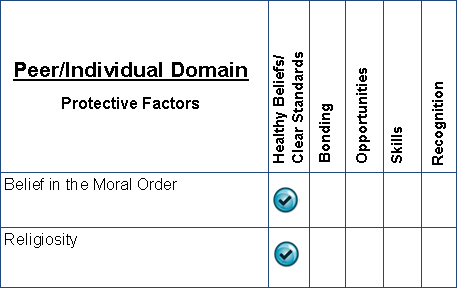 Peer/Individual Domain
Protective Factors
Healthy Beliefs/
Clear Standards
Bonding
Opportunities
Skills
Recognition
Belief in the Moral Order
Religiosity